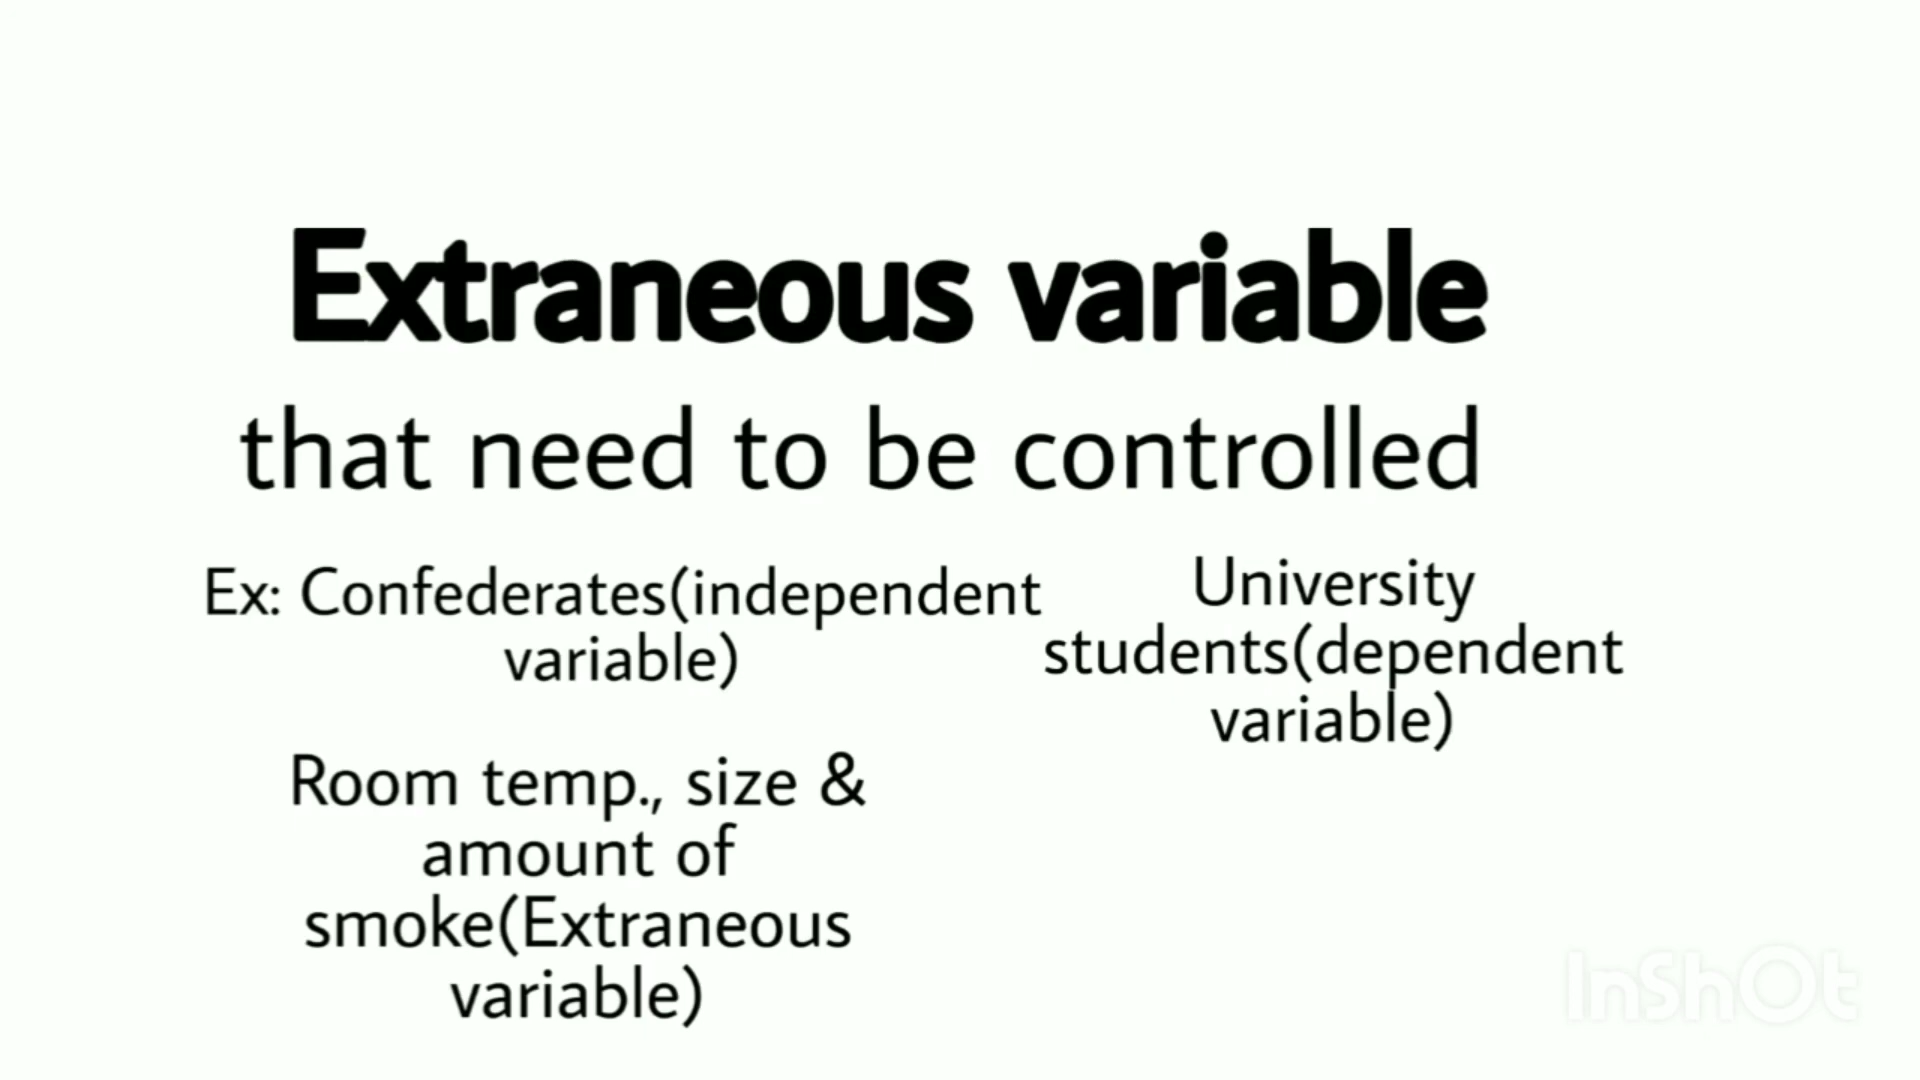 Extraneous variable
that need to be controlled
Ex: Confederates(independent
variable)
University
students(dependent
variable)
Room temp., size &
amount of
smoke(Extraneous
variable)
InShOt